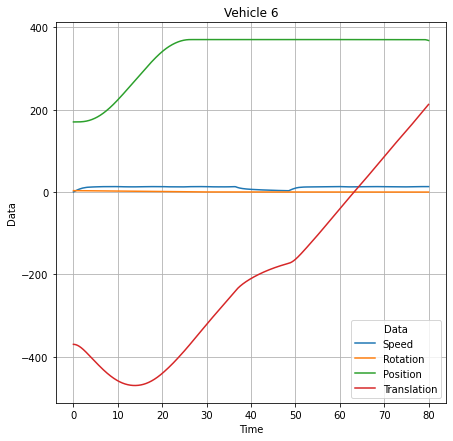 Vehicle 6
400
200
0
−200
−400
Data
0 10 20 30 40 50 60 70 80
Time
Data
Speed
Rotation
Position
Translation